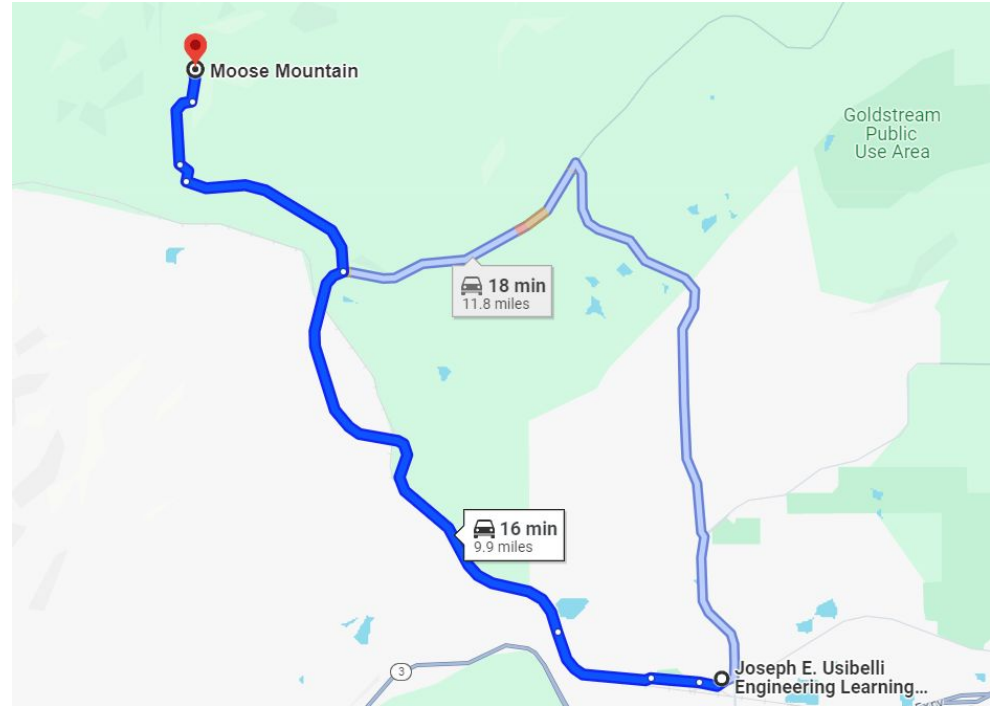 Moose Mountain
Goldstream
Public
Use Area
18 min
11.8 miles
16 min
9.9 miles
3
Joseph E. Usibelli
Engineering Learning...